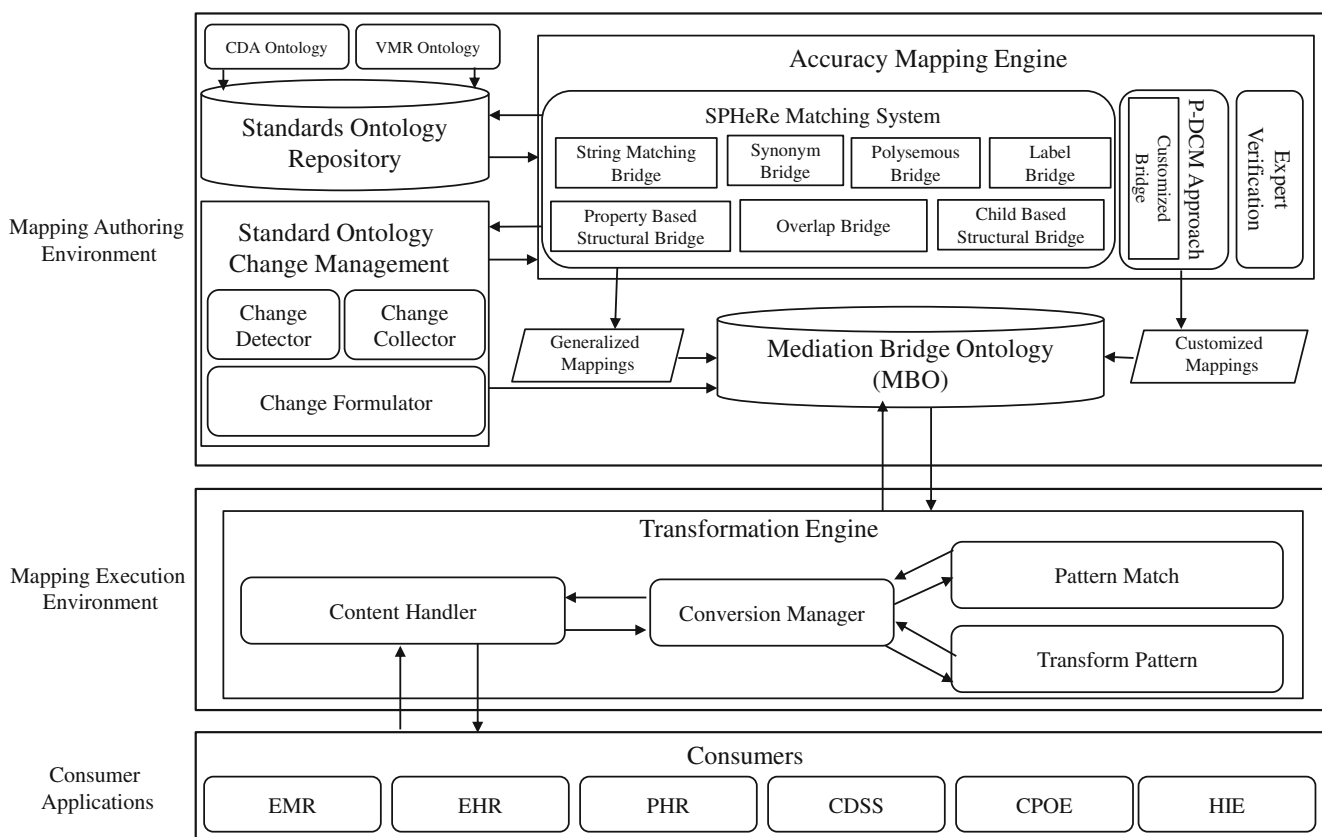 CDA Ontology
VMR Ontology
Standards Ontology
Repository
Accuracy Mapping Engine
SPHeRe Matching System
String Matching
Bridge
Synonym
Bridge
Polysemous
Bridge
Label
Bridge
Property Based
Structural Bridge
Overlap Bridge
Child Based
Structural Bridge
P-DCM Approach
Customized
Bridge
Expert
Verification
Mapping Authoring
Environment
Standard Ontology
Change Management
Change
Detector
Change
Collector
Change Formulator
Generalized
Mappings
Mediation Bridge Ontology
(MBO)
Customized
Mappings
Mapping Execution
Environment
Transformation Engine
Content Handler
Conversion Manager
Pattern Match
Transform Pattern
Consumer
Applications
Consumers
EMR
EHR
PHR
CDSS
CPOE
HIE